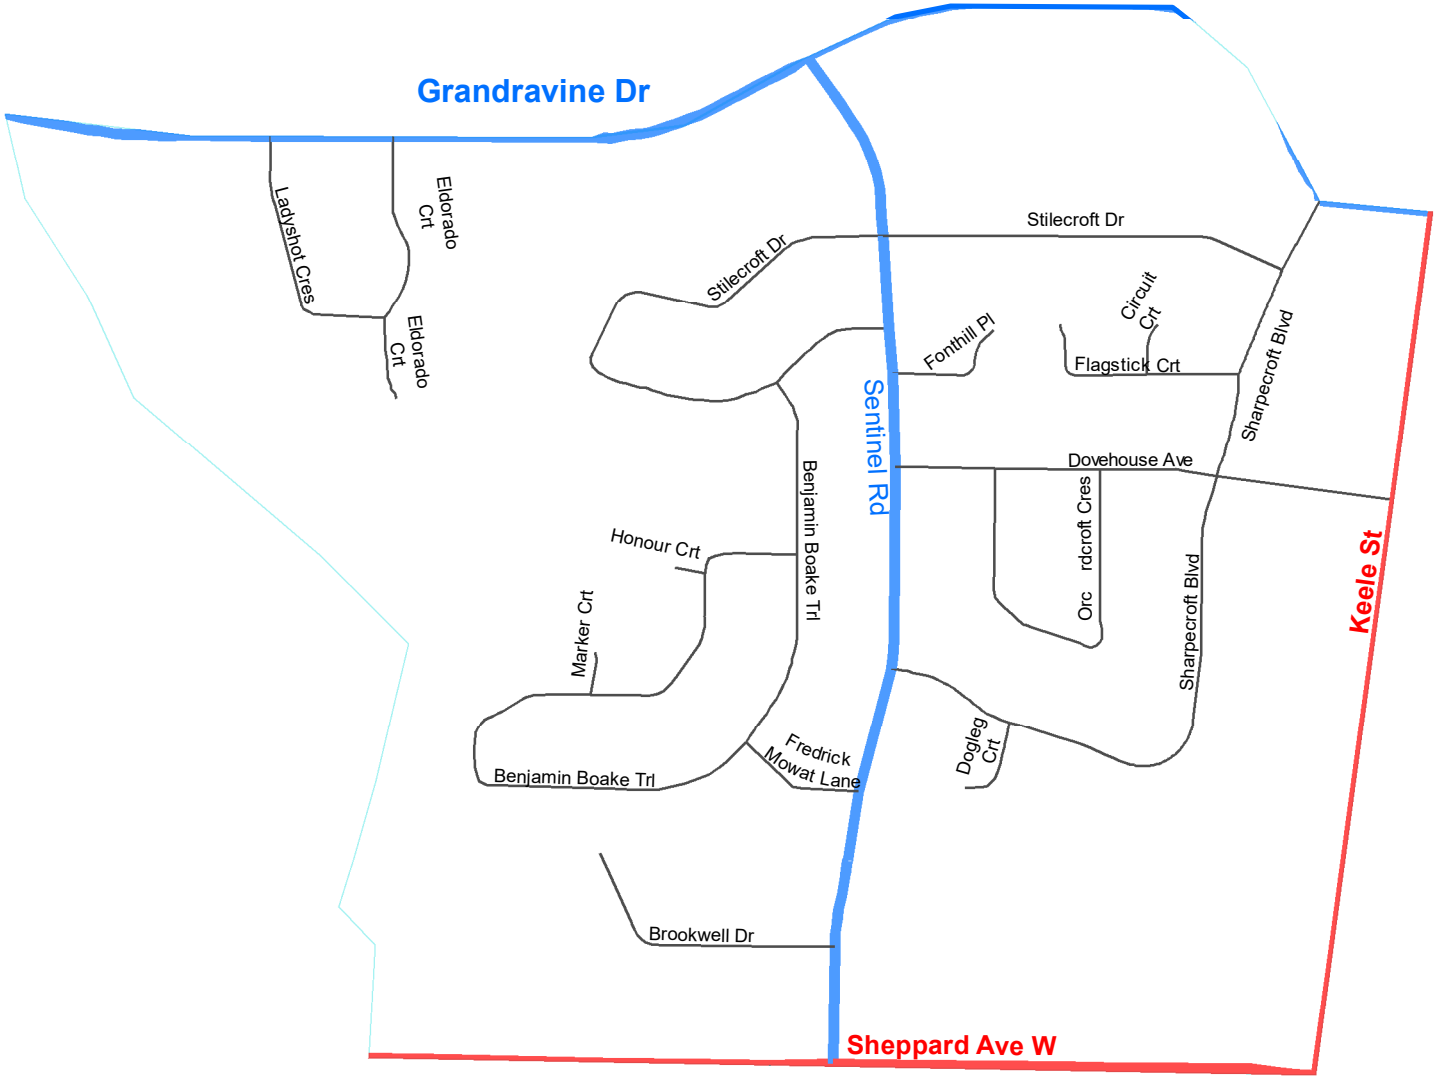 Grandravine Dr
Eldorado
Crt
Ladyshot Cres
Stilecroft Dr
Stilecroft Dr
Circuit
Crt
Eldorado
Crt
Fonthill Pl
Flagstick Crt
Sharpecroft Blvd
Sentinel Rd
Dovehouse Ave
Benjamin Boake Trl
Orc rdcroft Cres
Honour Crt
Keele St
Marker Crt
Sharpecroft Blvd
Dogleg
Crt
Fredrick
Mowat Lane
Benjamin Boake Trl
Brookwell Dr
Sheppard Ave W